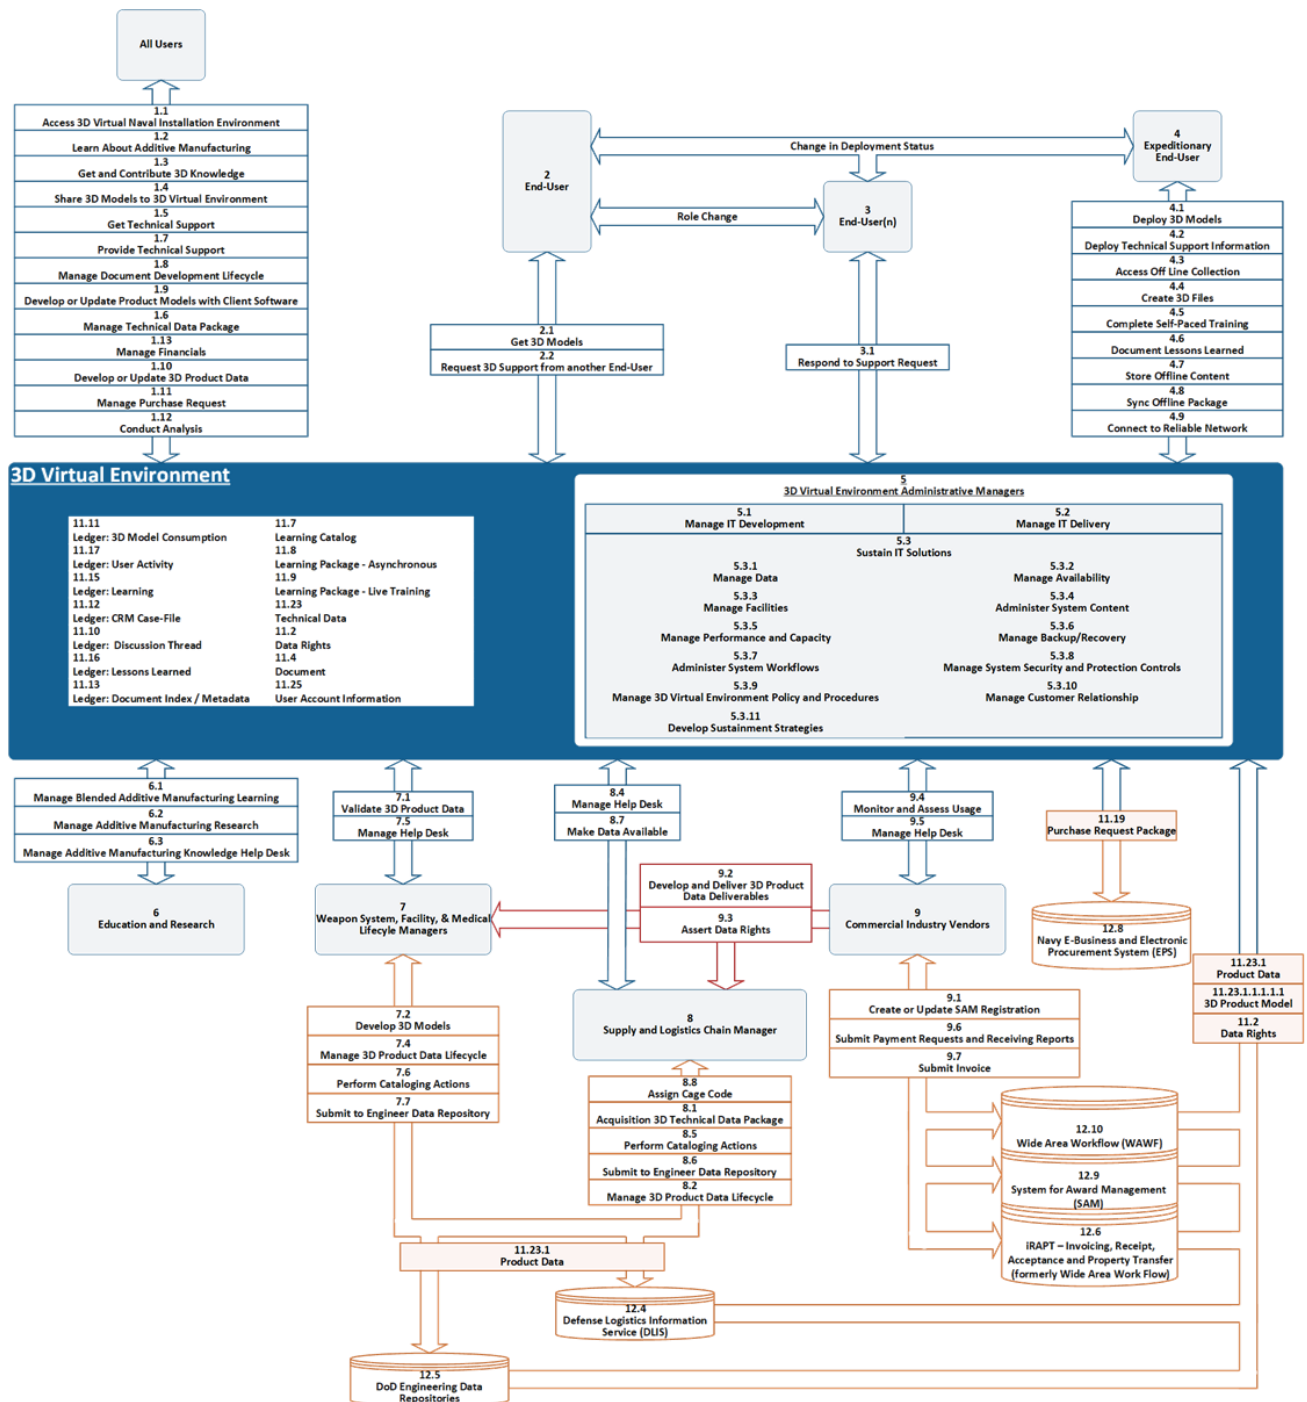 All Users
1.1
Access 3D Virtual Naval Installation Environment
1.2
Learn About Additive Manufacturing
1.3
Get and Contribute 3D Knowledge
1.4
Share 3D Models to 3D Virtual Environment
1.5
Get Technical Support
1.7
Provide Technical Support
1.8
Manage Document Development Lifecycle
1.9
Develop or Update Product Models with Client Software
1.6
Manage Technical Data Package
1.13
Manage Financials
1.10
Develop or Update 3D Product Data
1.11
Manage Purchase Request
1.12
Conduct Analysis
2
End-User
Change in Deployment Status
Role Change
3
End-User(n)
4
Expeditionary
End-User
2.1
Get 3D Models
2.2
Request 3D Support from another End-User
3.1
Respond to Support Request
4.1
Deploy 3D Models
4.2
Deploy Technical Support Information
4.3
Access Off Line Collection
4.4
Create 3D Files
4.5
Complete Self-Paced Training
4.6
Document Lessons Learned
4.7
Store Offline Content
4.8
Sync Offline Package
4.9
Connect to Reliable Network
3D Virtual Environment
11.11
Ledger: 3D Model Consumption
11.17
Ledger: User Activity
11.15
Ledger: Learning
11.12
Ledger: CRM Case-File
11.10
Ledger: Discussion Thread
11.16
Ledger: Lessons Learned
11.13
Ledger: Document Index / Metadata
11.7
Learning Catalog
11.8
Learning Package - Asynchronous
11.9
Learning Package - Live Training
11.23
Technical Data
11.2
Data Rights
11.4
Document
11.25
User Account Information
5
3D Virtual Environment Administrative Managers
5.1
Manage IT Development
5.2
Manage IT Delivery
5.3
Sustain IT Solutions
5.3.1
Manage Data
5.3.2
Manage Availability
5.3.3
Manage Facilities
5.3.4
Administer System Content
5.3.5
Manage Performance and Capacity
5.3.6
Manage Backup/Recovery
5.3.7
Administer System Workflows
5.3.8
Manage System Security and Protection Controls
5.3.9
Manage 3D Virtual Environment Policy and Procedures
5.3.10
Manage Customer Relationship
5.3.11
Develop Sustainment Strategies
6.1
Manage Blended Additive Manufacturing Learning
6.2
Manage Additive Manufacturing Research
6.3
Manage Additive Manufacturing Knowledge Help Desk
6
Education and Research
7.1
Validate 3D Product Data
7.5
Manage Help Desk
7
Weapon System, Facility, & Medical
Lifecyle Managers
8.4
Manage Help Desk
8.7
Make Data Available
9.2
Develop and Deliver 3D Product
Data Deliverables
9.3
Assert Data Rights
9.4
Monitor and Assess Usage
9.5
Manage Help Desk
9
Commercial Industry Vendors
11.19
Purchase Request Package
12.8
Navy E-Business and Electronic
Procurement System (EPS)
11.23.1
Product Data
11.23.1.1.1.1.1
3D Product Model
11.2
Data Rights
7.2
Develop 3D Models
7.4
Manage 3D Product Data Lifecycle
7.6
Perform Cataloging Actions
7.7
Submit to Engineer Data Repository
8
Supply and Logistics Chain Manager
8.8
Assign Cage Code
8.1
Acquisition 3D Technical Data Package
8.5
Perform Cataloging Actions
8.6
Submit to Engineer Data Repository
8.2
Manage 3D Product Data Lifecycle
9.1
Create or Update SAM Registration
9.6
Submit Payment Requests and Receiving Reports
9.7
Submit Invoice
12.10
Wide Area Workflow (WAWF)
12.9
System for Award Management
(SAM)
12.6
iRAPT – Invoicing, Receipt,
Acceptance and Property Transfer
(formerly Wide Area Work Flow)
11.23.1
Product Data
12.4
Defense Logistics Information
Service (DLIS)
12.5
DoD Engineering Data
Repositories